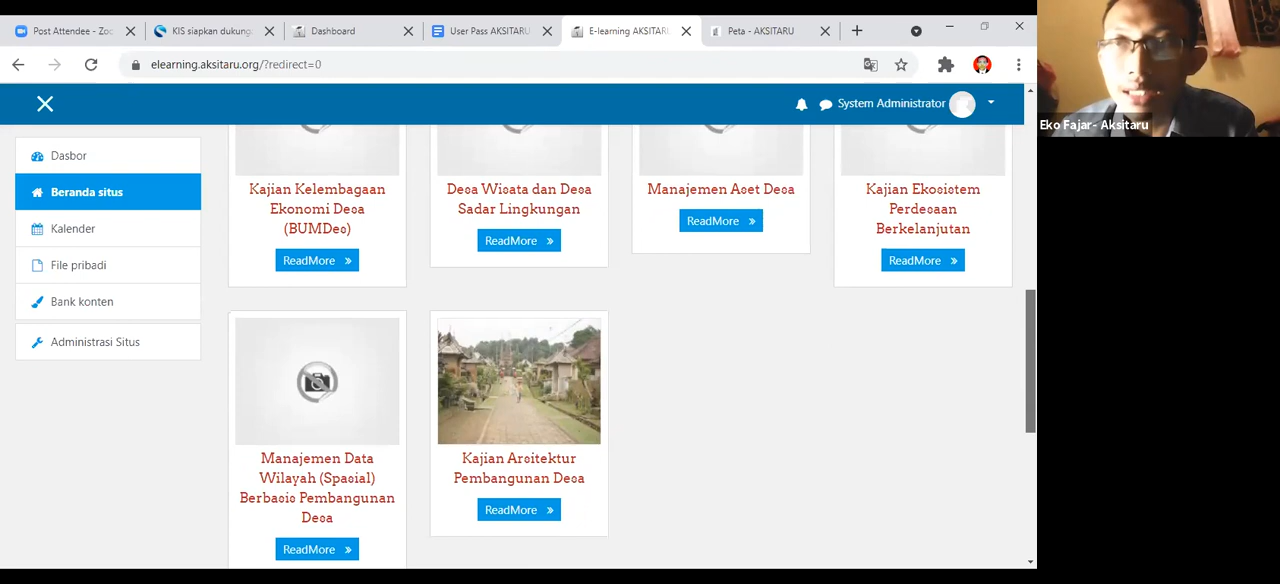 Post Attendee - Zoo
KIS siapkan dukung
Dashboard
User Pass AKSITARU
E-learning AKSITARU
Peta - AKSITARU
elearning.aksitaru.org/?redirect=0
System Administrator
Eko Fajar- Aksitaru
Dasbor
Beranda situs
Kalender
File pribadi
Bank konten
Administrasi Situs
Kajian Kelembagaan
Ekonomi Desa
(BUMDes)
ReadMore »
Desa Wisata dan Desa
Sadar Lingkungan
ReadMore »
Manajemen Aset Desa
ReadMore »
Kajian Ekosistem
Perdesaan
Berkelanjutan
ReadMore »
Manajemen Data
Wilayah (Spasial)
Berbasis Pembangunan
Desa
ReadMore »
Kajian Arsitektur
Pembangunan Desa
ReadMore »